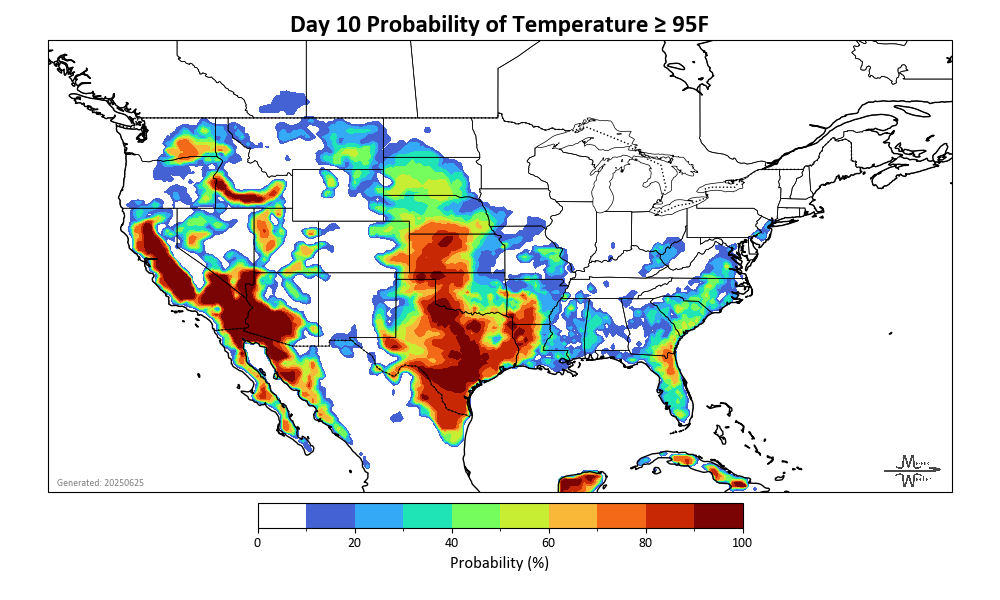 Day 10 Probability of Temperature ≥ 95F
Generated: 20250625
0 20 40 60 80 100
Probability (%)